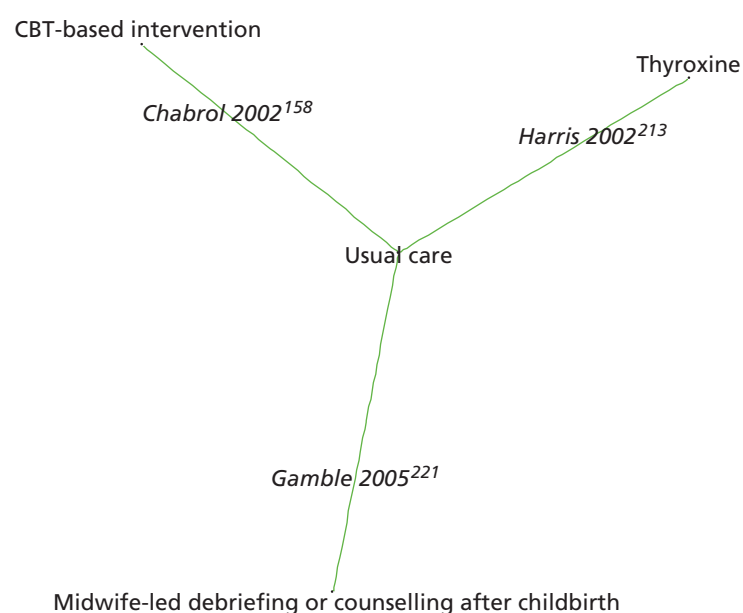 CBT-based intervention
Thyroxine
Chabrol 2002¹⁵⁸
Harris 2002²¹³
Usual care
Gamble 2005²²¹
Midwife-led debriefing or counselling after childbirth